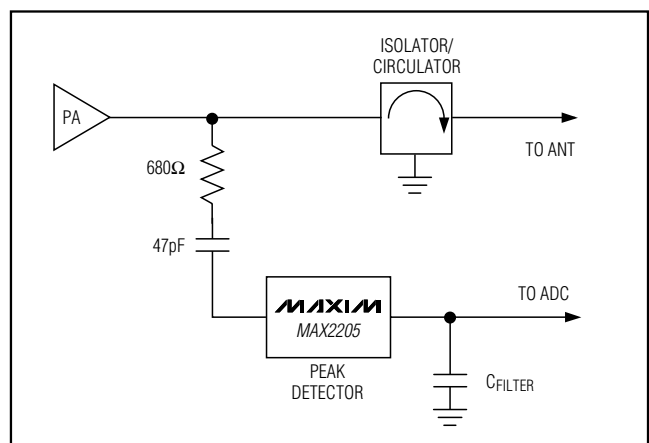 ISOLATOR/
CIRCULATOR
PA
TO ANT
680Ω
47pF
MAXIM
MAX2205
TO ADC
PEAK
DETECTOR
CFILTER